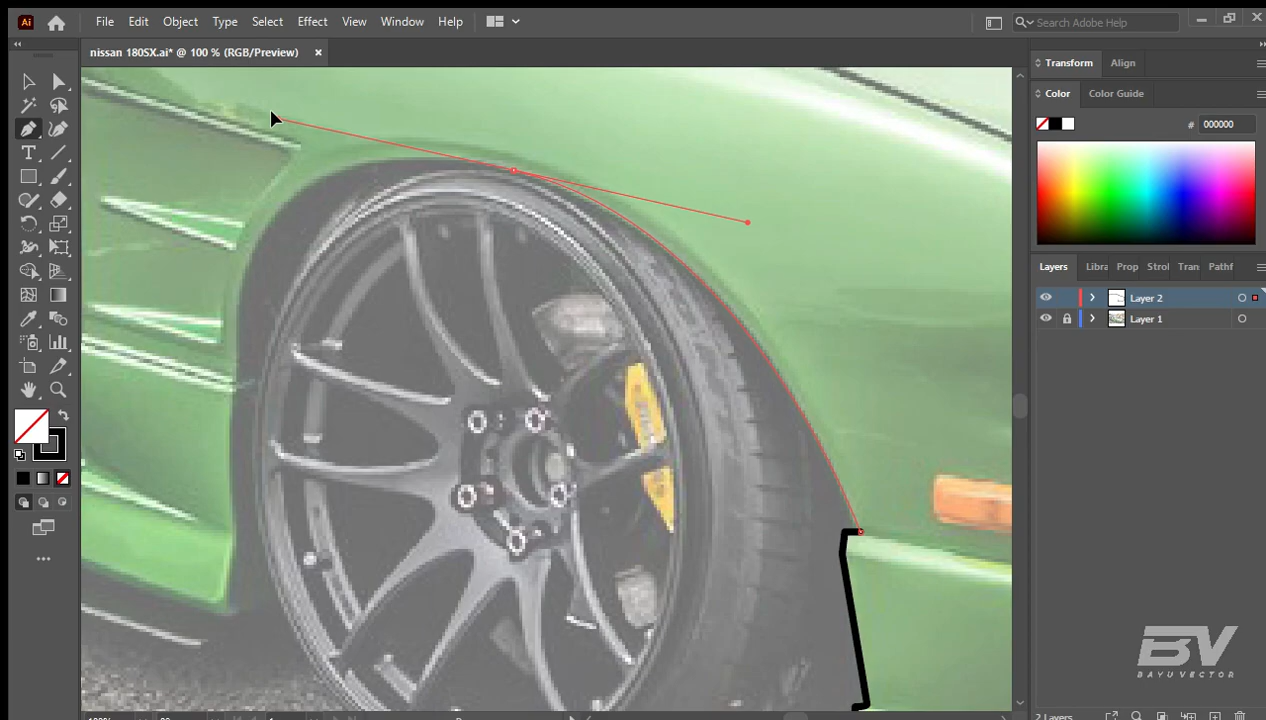 Ai
File Edit Object Type Select Effect View Window Help
Search Adobe Help
nissan 180SX.ai* @ 100 % (RGB/Preview) ×
Transform Align
Color Color Guide
# 000000
Layers Libra Prop Strol Tran Pathf
Layer 2
Layer 1
BV
BAYU VECTOR
2 Layers